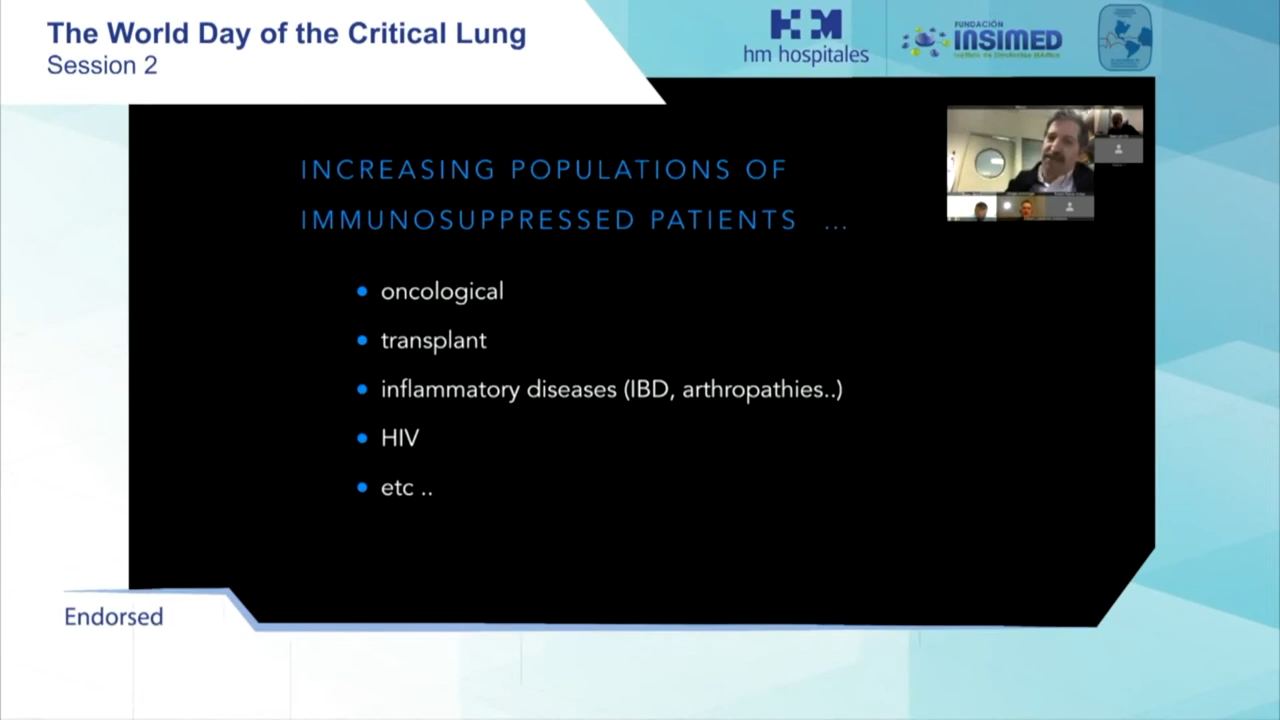 The World Day of the Critical Lung
Session 2
hm hospitales
FUNDACIÓN
INSIMED
INCREASING POPULATIONS OF
IMMUNOSUPPRESSED PATIENTS ...
• oncological
• transplant
• inflammatory diseases (IBD, arthropathies..)
• HIV
• etc ..
Endorsed